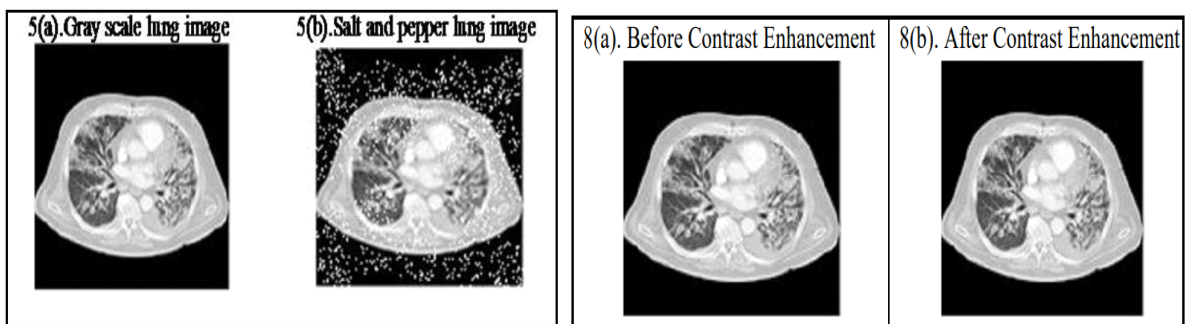 5(a).Gray scale lung image
5(b).Salt and pepper lung image
8(a). Before Contrast Enhancement
8(b). After Contrast Enhancement